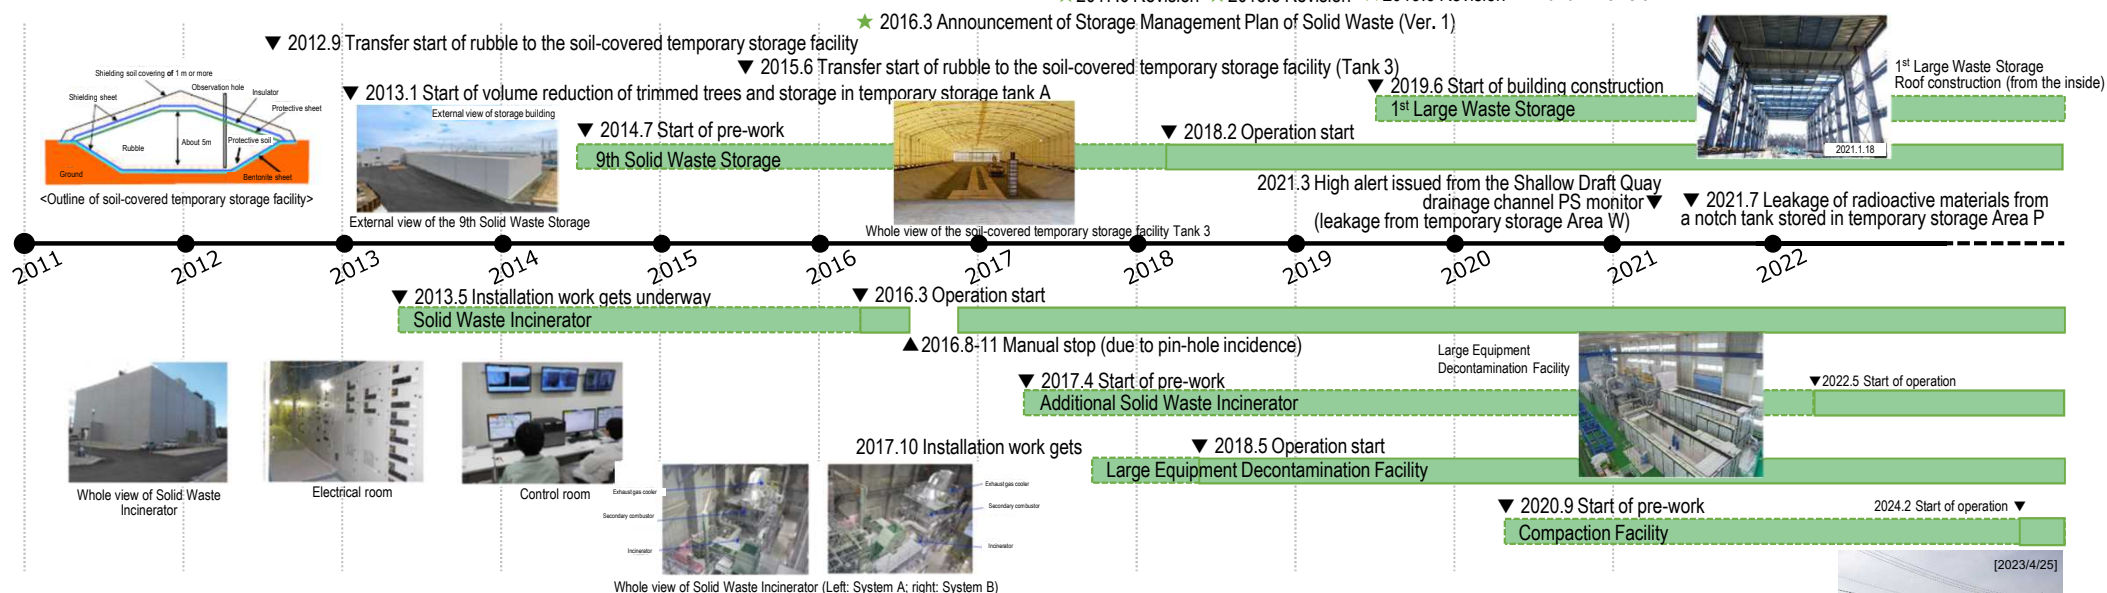 ★ 2016.3 Announcement of Storage Management Plan of Solid Waste (Ver. 1)
▼ 2012.9 Transfer start of rubble to the soil-covered temporary storage facility
▼ 2015.6 Transfer start of rubble to the soil-covered temporary storage facility (Tank 3)
▼ 2013.1 Start of volume reduction of trimmed trees and storage in temporary storage tank A
▼ 2019.6 Start of building construction
1st Large Waste Storage
1st Large Waste Storage
Roof construction (from the inside)
2021.1.18
Shielding soil covering of 1 m or more
Observation hole
Insulator
Shielding sheet
Protective sheet
Rubble
About 5m
Protective soil
Ground
Bentonite sheet
<Outline of soil-covered temporary storage facility>
External view of storage building
External view of the 9th Solid Waste Storage
▼ 2014.7 Start of pre-work
9th Solid Waste Storage
▼ 2018.2 Operation start
Whole view of the soil-covered temporary storage facility Tank 3
2021.3 High alert issued from the Shallow Draft Quay
drainage channel PS monitor▼
(leakage from temporary storage Area W)
▼ 2021.7 Leakage of radioactive materials from
a notch tank stored in temporary storage Area P
2011
2012
2013
2014
2015
2016
2017
2018
2019
2020
2021
2022
▼ 2013.5 Installation work gets underway
Solid Waste Incinerator
▼ 2016.3 Operation start
▲2016.8-11 Manual stop (due to pin-hole incidence)
▼ 2017.4 Start of pre-work
Additional Solid Waste Incinerator
▼2022.5 Start of operation
Large Equipment
Decontamination Facility
2017.10 Installation work gets
▼ 2018.5 Operation start
Large Equipment Decontamination Facility
▼ 2020.9 Start of pre-work
Compaction Facility
2024.2 Start of operation ▼
Whole view of Solid Waste
Incinerator
Electrical room
Control room
Exhaust gas cooler
Secondary combustor
Incinerator
Exhaust gas cooler
Secondary combustor
Incinerator
Whole view of Solid Waste Incinerator (Left: System A; right: System B)
[2023/4/25]